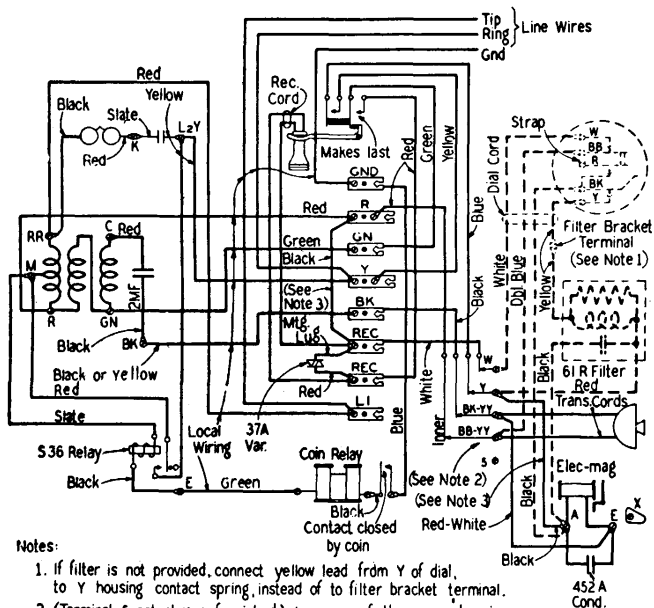 Tip
Ring
Line Wires
Gnd
Red
Yellow
Slate
Black
L2Y
Red
K
Rec.
Cord
Makes last
Green
Red
Yellow
Strap
W
BB
R
BK
Y
Dial Cord
GND
Red
R
Green
GN
Black
Y
(See
Note 3)
BK
Mtg.
Lug
REC
REC
Red
L1
Blue
Black
White
White
Dial Blue
Yellow
Filter Bracket
Terminal
(See Note 1)
RR
C
Red
M
2MF
R
GN
Black
BK
Black or Yellow
Red
Slate
S36 Relay
Black
E
Green
Local
Wiring
37A
Var.
Coin Relay
Blue
Black
Contact closed
by coin
Inner
W
Y
BK-YY
BB-YY
S
Black
61R Filter
Red
Trans. Cords
(See Note 2)
(See Note 3)
Red-White
Black
Elec-mag
A
E
X
Black
452A
Cond.
Notes:
1. If filter is not provided, connect yellow lead from Y of dial,
to Y housing contact spring, instead of to filter bracket terminal.